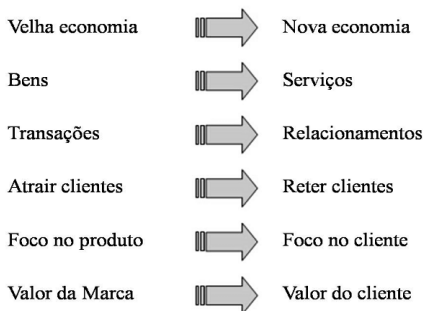 Velha economia Nova economia
Bens Serviços
Transações Relacionamentos
Atrair clientes Reter clientes
Foco no produto Foco no cliente
Valor da Marca Valor do cliente